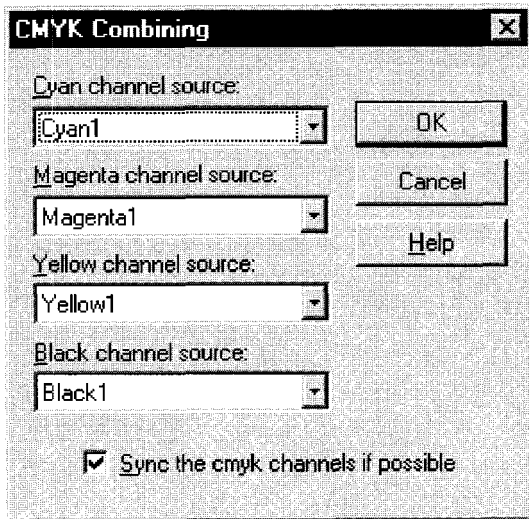 CMYK Combining
Cyan channel source:
Cyan1
OK
Magenta channel source:
Cancel
Magenta1
Help
Yellow channel source:
Yellow1
Black channel source:
Black1
Sync the cmyk channels if possible